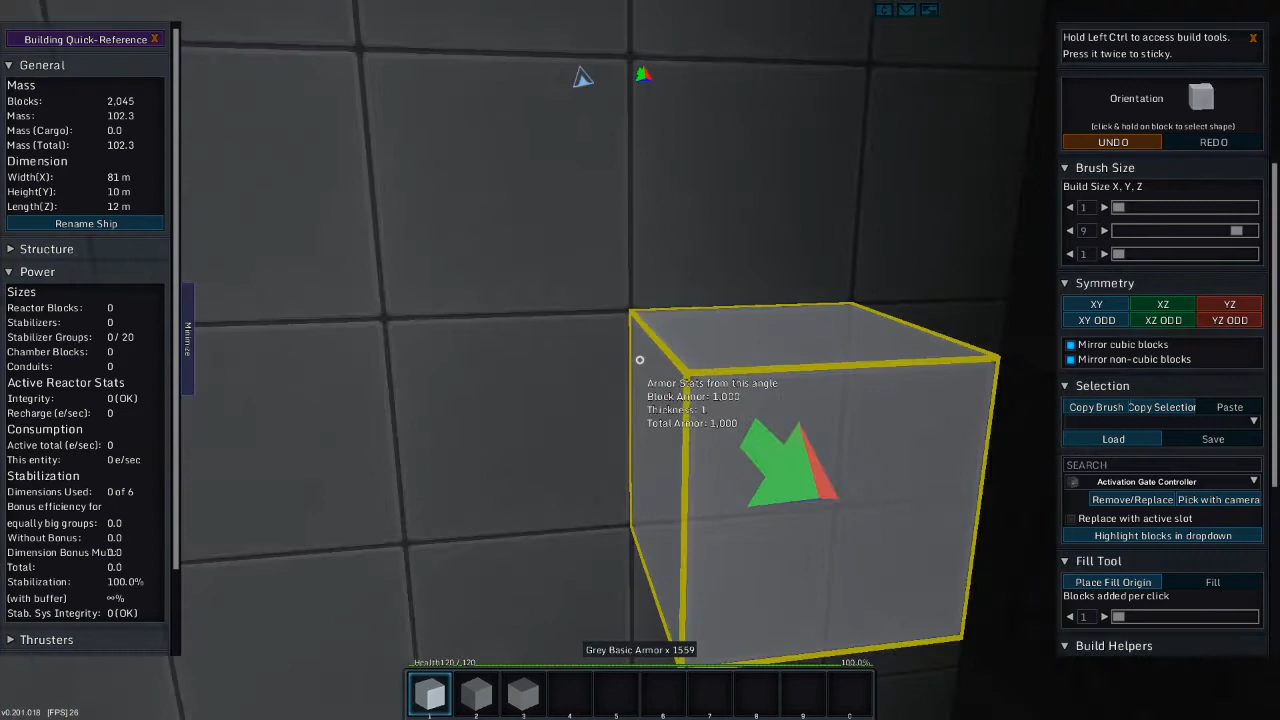 Building Quick-Reference X
General
Mass
Blocks: 2,045
Mass: 102.3
Mass (Cargo): 0.0
Mass (Total): 102.3
Dimension
Width(X): 81 m
Height(Y): 10 m
Length(Z): 12 m
Rename Ship
Structure
Power
Sizes
Reactor Blocks: 0
Stabilizers: 0
Stabilizer Groups: 0/ 20
Chamber Blocks: 0
Conduits: 0
Active Reactor Stats
Integrity: 0(OK)
Recharge (e/sec): 0
Consumption
Active total (e/sec): 0
This entity: 0 e/sec
Stabilization
Dimensions Used: 0 of 6
Bonus efficiency for
equally big groups: 0.0
Without Bonus: 0.0
Dimension Bonus Mu
Total: 0.0
Stabilization: 100.0%
(with buffer) ∞%
Stab. Sys Integrity: 0(OK)
Thrusters
Minimize
Armor Stats from this angle
Block Armor: 1,000
Thickness: 1
Total Armor: 1,000
Grey Basic Armor x 1559
Health120 / 120 100.0%
1 2 3 4 5 6 7 8 9 0
v0.201.018 [FPS] 26
Hold Left Ctrl to access build tools. X
Press it twice to sticky.
Orientation
(click & hold on block to select shape)
UNDO REDO
Brush Size
Build Size X, Y, Z
1
9
1
Symmetry
XY XZ YZ
XY ODD XZ ODD YZ ODD
Mirror cubic blocks
Mirror non-cubic blocks
Selection
Copy Brush Copy Selection Paste
Load Save
SEARCH
Activation Gate Controller
Remove/Replace Pick with camera
Replace with active slot
Highlight blocks in dropdown
Fill Tool
Place Fill Origin Fill
Blocks added per click
1
Build Helpers